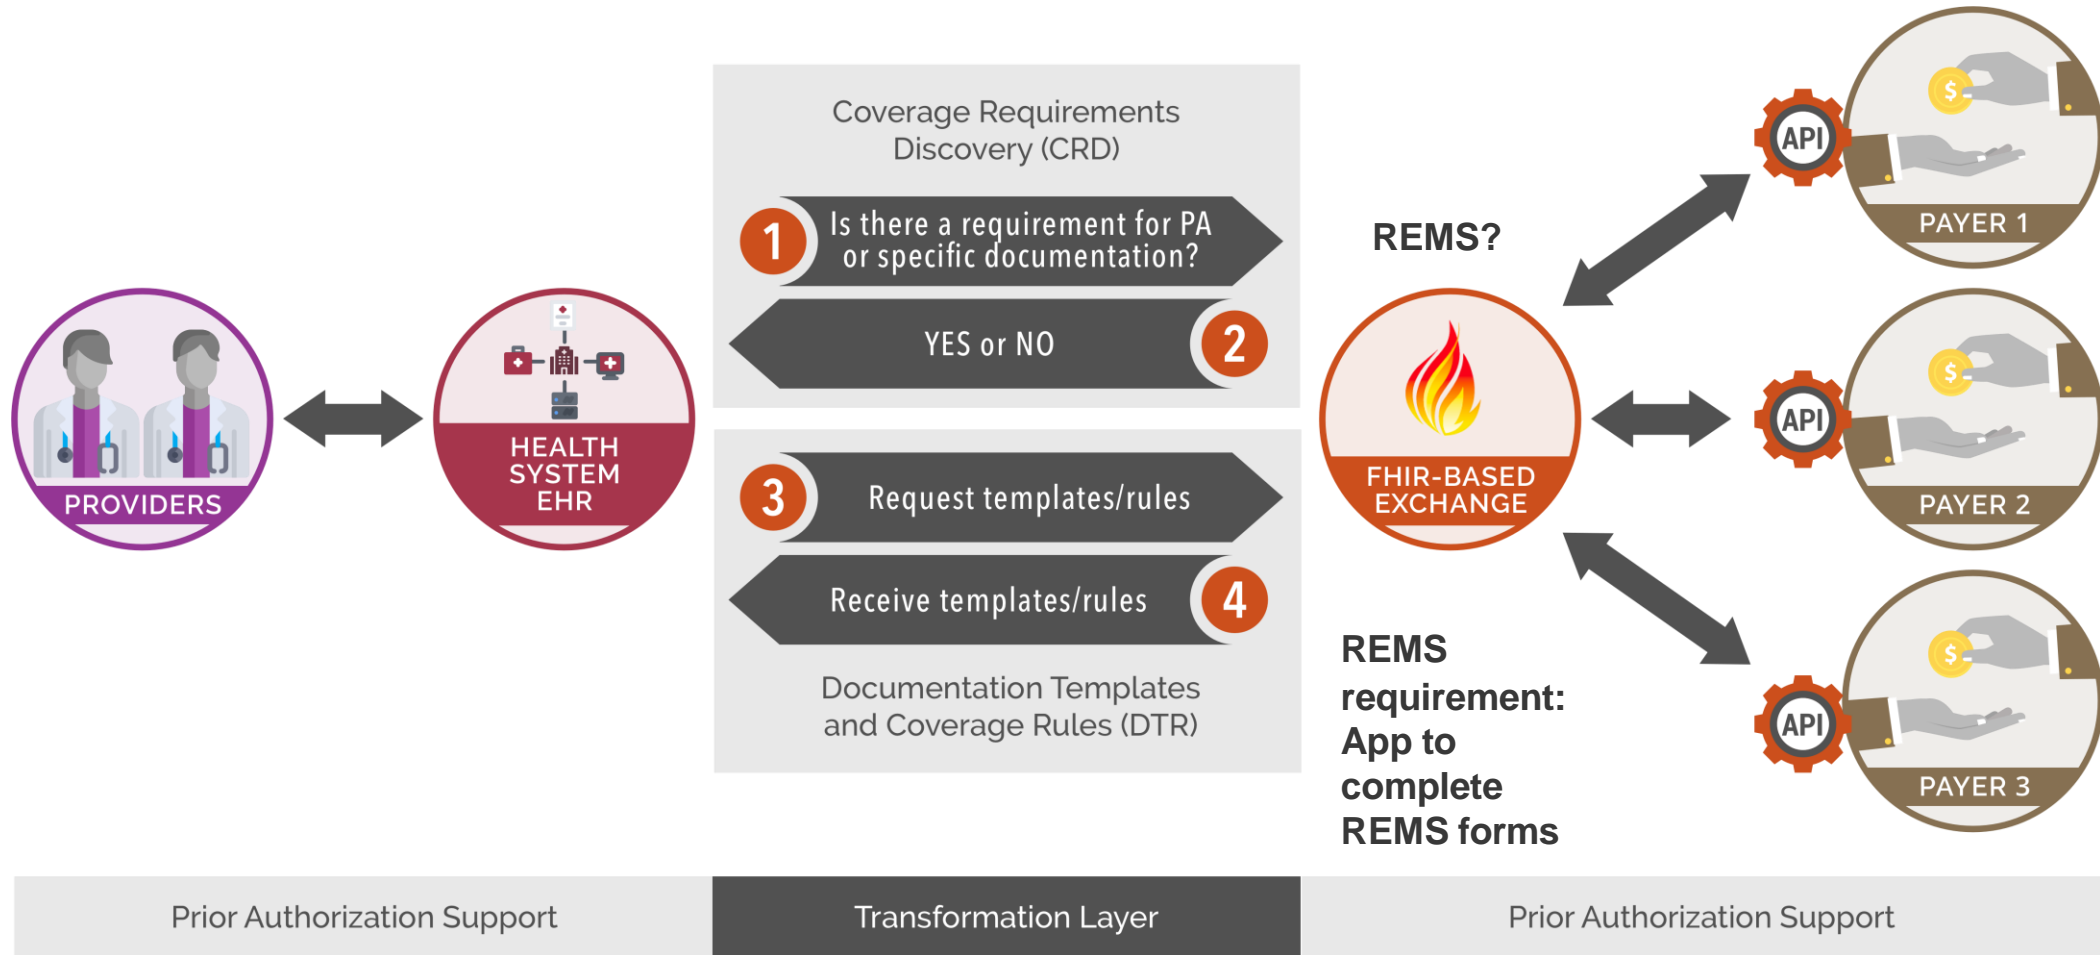 Coverage Requirements
Discovery (CRD)
1
Is there a requirement for PA
or specific documentation?
YES or NO
2
3
Request templates/rules
Receive templates/rules
4
Documentation Templates
and Coverage Rules (DTR)
PROVIDERS
HEALTH
SYSTEM
EHR
REMS?
FHIR-BASED
EXCHANGE
REMS
requirement:
App to
complete
REMS forms
API
$
PAYER 1
API
$
PAYER 2
API
$
PAYER 3
Prior Authorization Support
Transformation Layer
Prior Authorization Support